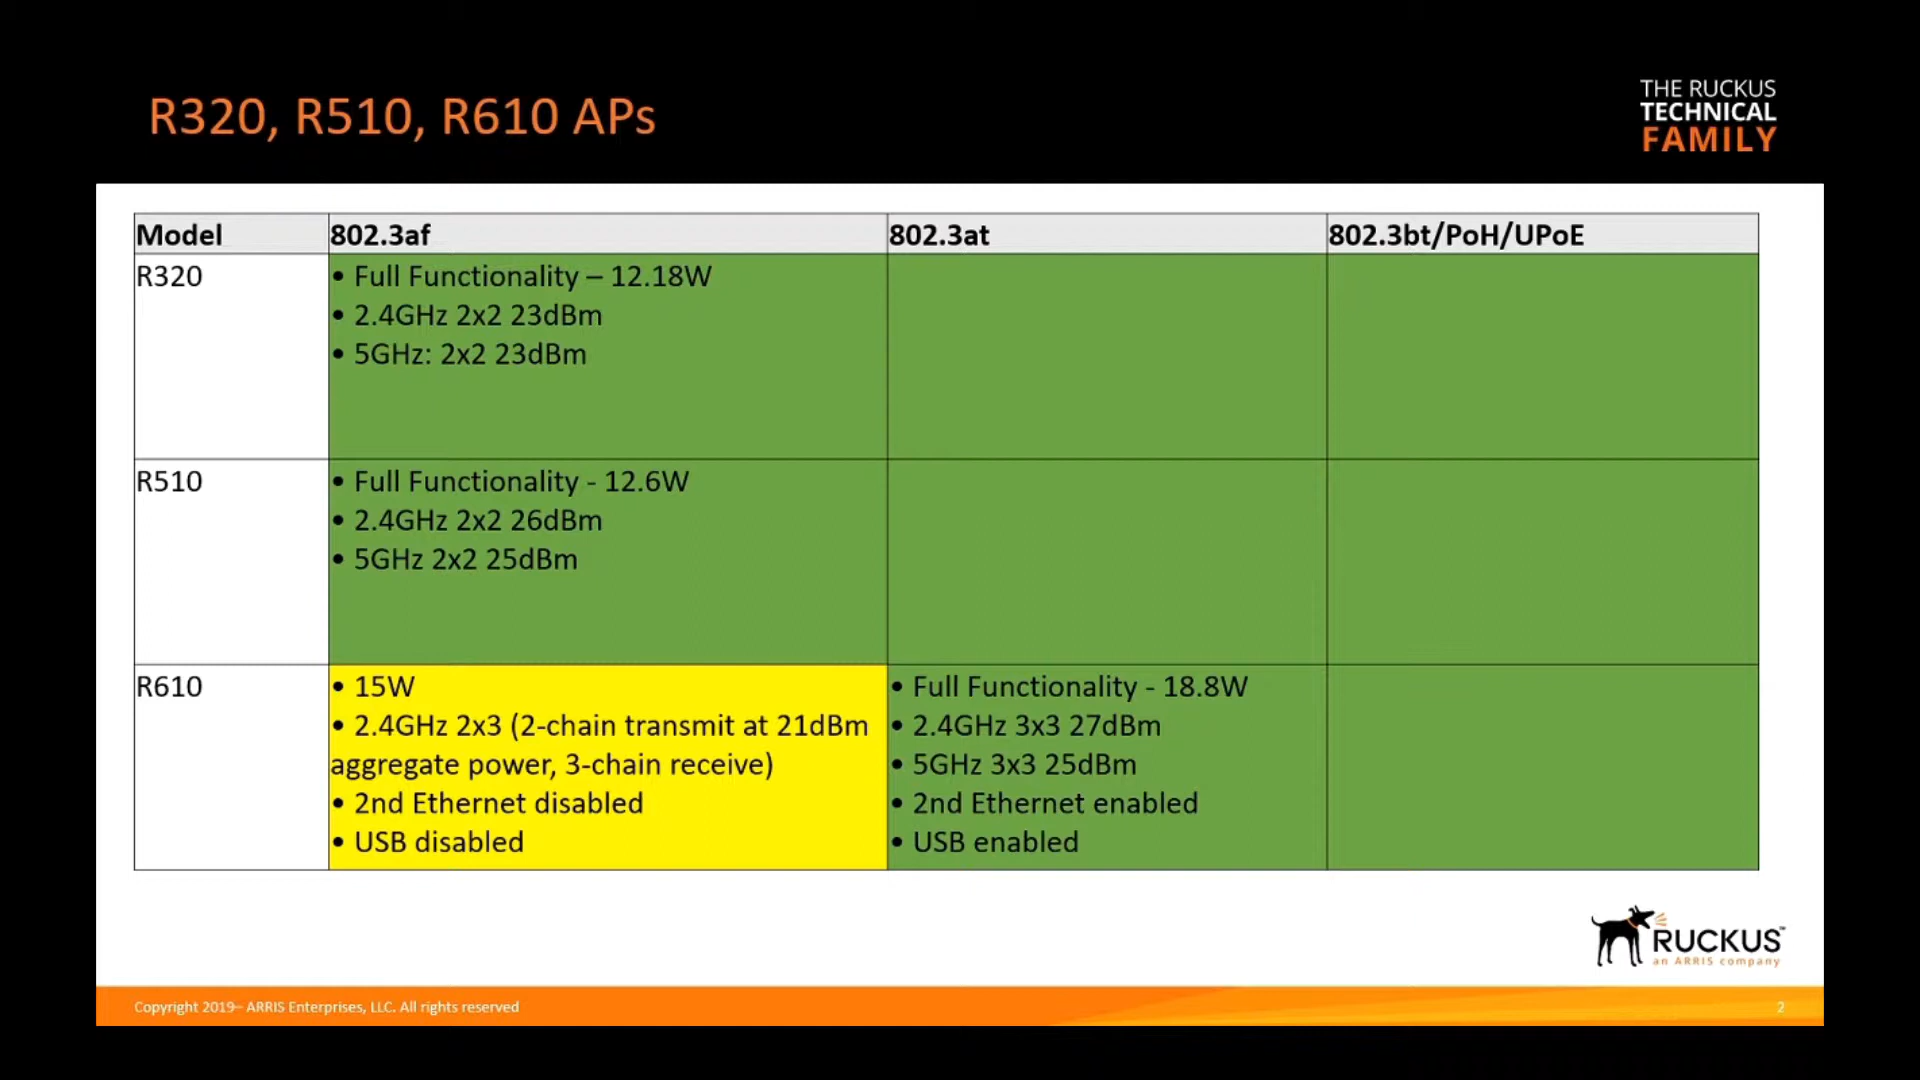 R320, R510, R610 APs
THE RUCKUS
TECHNICAL
FAMILY
Model
802.3af
802.3at
802.3bt/PoH/UPoE
R320
• Full Functionality – 12.18W
• 2.4GHz 2x2 23dBm
• 5GHz: 2x2 23dBm
R510
• Full Functionality - 12.6W
• 2.4GHz 2x2 26dBm
• 5GHz 2x2 25dBm
R610
• 15W
• 2.4GHz 2x3 (2-chain transmit at 21dBm
aggregate power, 3-chain receive)
• 2nd Ethernet disabled
• USB disabled
• Full Functionality - 18.8W
• 2.4GHz 3x3 27dBm
• 5GHz 3x3 25dBm
• 2nd Ethernet enabled
• USB enabled
RUCKUS™
an ARRIS company
Copyright 2019– ARRIS Enterprises, LLC. All rights reserved
2